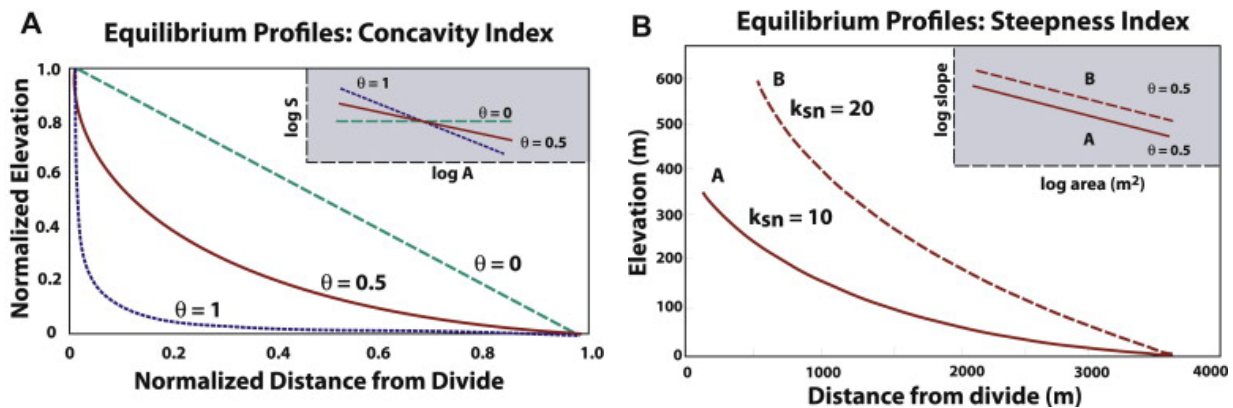 A
Equilibrium Profiles: Concavity Index
Normalized Elevation
1.0
0.8
0.6
0.4
0.2
0
0
0.2
0.4
0.6
0.8
1.0
Normalized Distance from Divide
θ = 0
θ = 0.5
θ = 1
log S
log A
θ = 1
θ = 0
θ = 0.5
B
Equilibrium Profiles: Steepness Index
Elevation (m)
600
500
400
300
200
100
0
0
1000
2000
3000
4000
Distance from divide (m)
B
ksn = 20
A
ksn = 10
log slope
log area (m²)
B
θ = 0.5
A
θ = 0.5